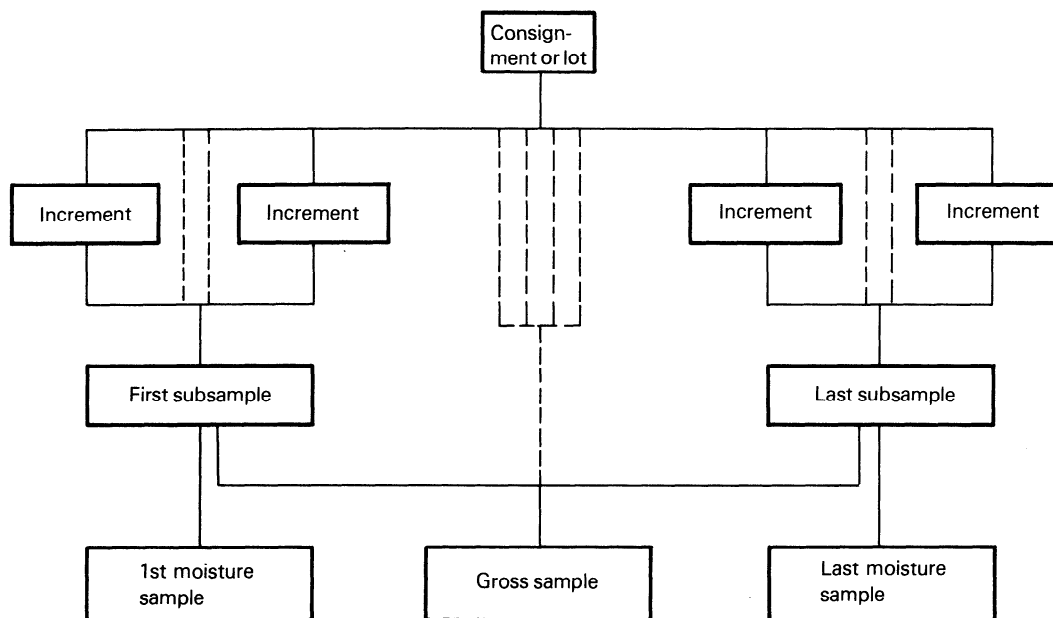 Consign-
ment or lot
Increment
Increment
Increment
Increment
First subsample
Last subsample
1st moisture
sample
Gross sample
Last moisture
sample